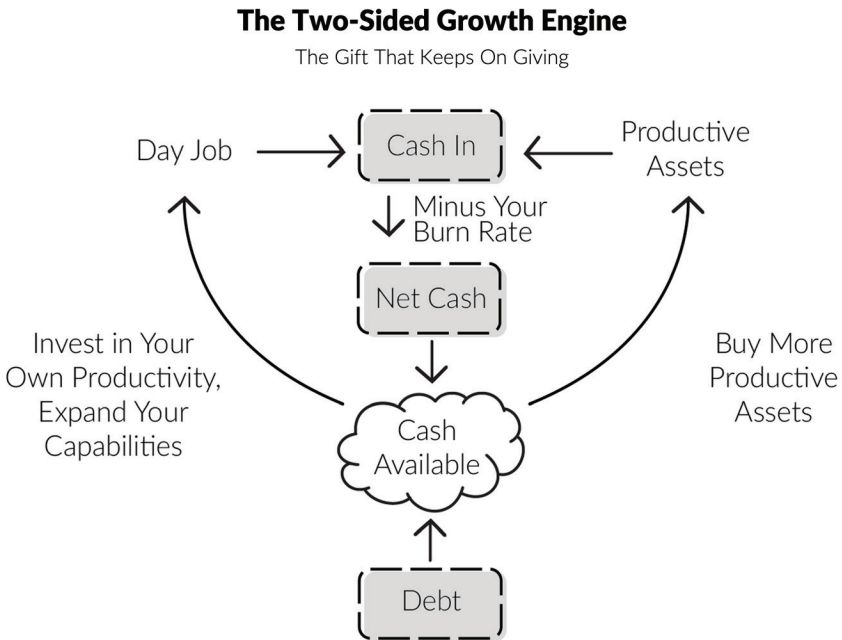 The Two-Sided Growth Engine
The Gift That Keeps On Giving
Day Job
Cash In
Productive
Assets
Minus Your
Burn Rate
Net Cash
Invest in Your
Own Productivity,
Expand Your
Capabilities
Buy More
Productive
Assets
Cash
Available
Debt